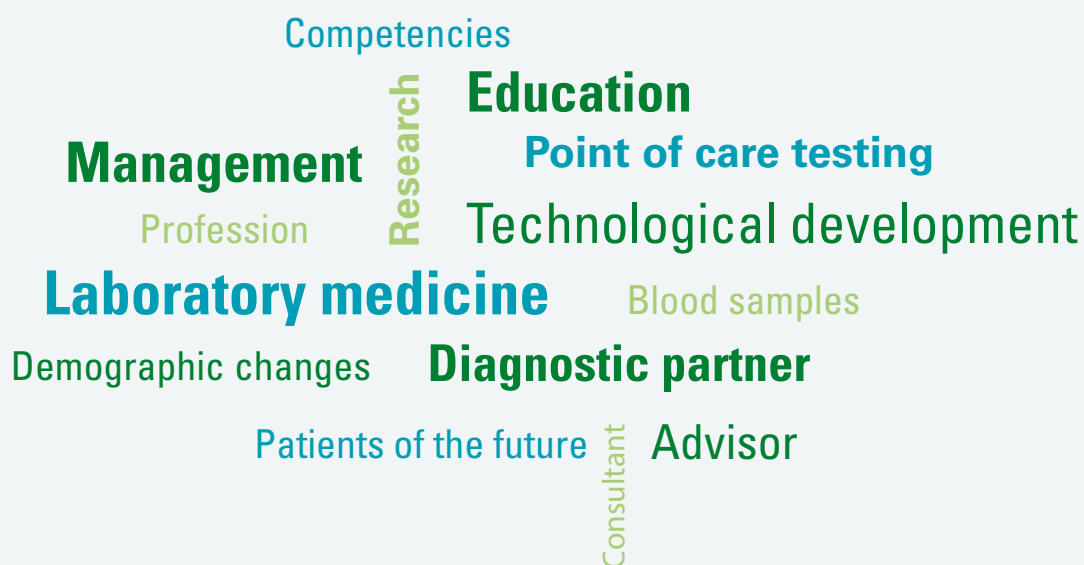 Competencies
Research
Education
Management
Point of care testing
Profession
Technological development
Laboratory medicine
Blood samples
Demographic changes
Diagnostic partner
Patients of the future
Consultant
Advisor